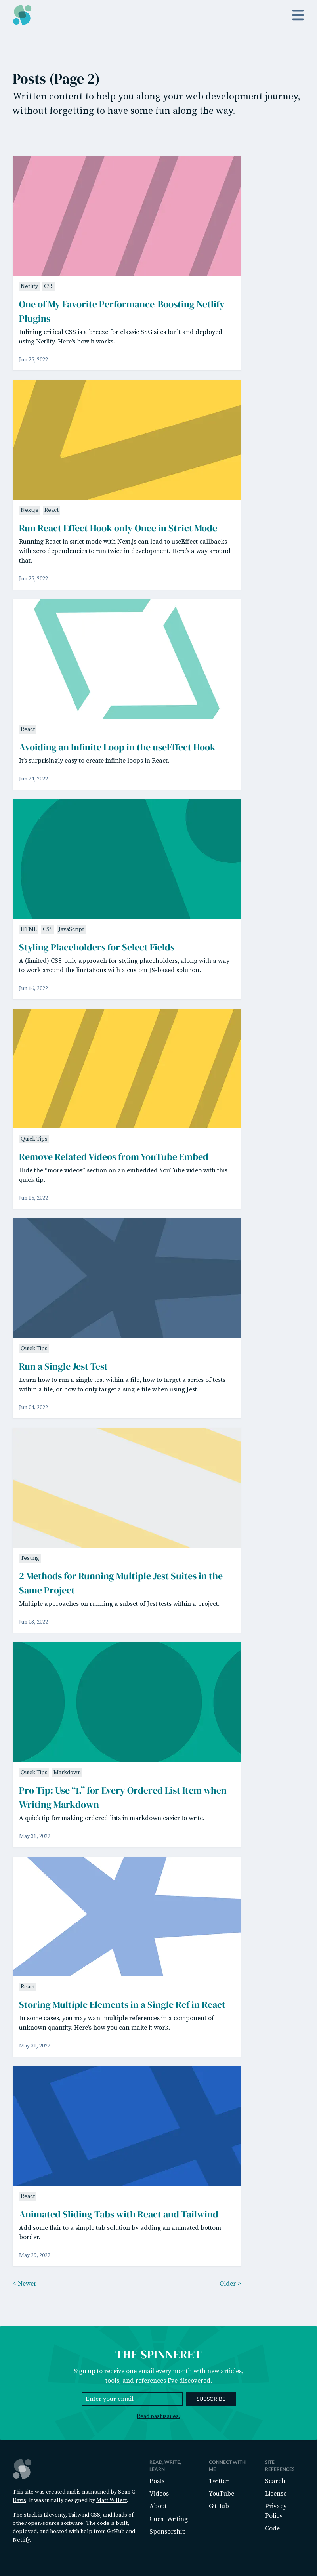 Posts (Page 2)
Written content to help you along your web development journey,
without forgetting to have some fun along the way.
Netlify CSS
One of My Favorite Performance-Boosting Netlify
Plugins
Inlining critical CSS is a breeze for classic SSG sites built and deployed
using Netlify. Here's how it works.
Jun 25, 2022
Next.js React
Run React Effect Hook only Once in Strict Mode
Running React in strict mode with Next.js can lead to useEffect callbacks
with zero dependencies to run twice in development. Here's a way around
that.
Jun 25, 2022
React
Avoiding an Infinite Loop in the useEffect Hook
It's surprisingly easy to create infinite loops in React.
Jun 24, 2022
HTML CSS JavaScript
Styling Placeholders for Select Fields
A (limited) CSS-only approach for styling placeholders, along with a way
to work around the limitations with a custom JS-based solution.
Jun 16, 2022
Quick Tips
Remove Related Videos from YouTube Embed
Hide the “more videos” section on an embedded YouTube video with this
quick tip.
Jun 15, 2022
Quick Tips
Run a Single Jest Test
Learn how to run a single test within a file, how to target a series of tests
within a file, or how to only target a single file when using Jest.
Jun 04, 2022
Testing
2 Methods for Running Multiple Jest Suites in the
Same Project
Multiple approaches on running a subset of Jest tests within a project.
Jun 03, 2022
Quick Tips Markdown
Pro Tip: Use “1.” for Every Ordered List Item when
Writing Markdown
A quick tip for making ordered lists in markdown easier to write.
May 31, 2022
React
Storing Multiple Elements in a Single Ref in React
In some cases, you may want multiple references in a component of
unknown quantity. Here's how you can make it work.
May 31, 2022
React
Animated Sliding Tabs with React and Tailwind
Add some flair to a simple tab solution by adding an animated bottom
border.
May 29, 2022
< Newer
Older >
THE SPINNERET
Sign up to receive one email every month with new articles,
tools, and references I've discovered.
Enter your email
SUBSCRIBE
Read past issues.
This site was created and is maintained by Sean C
Davis. It was initially designed by Matt Willett.
The stack is Eleventy, Tailwind CSS, and loads of
other open-source software. The code is built,
deployed, and hosted with help from GitHub and
Netlify.
READ, WRITE,
LEARN
Posts
Videos
About
Guest Writing
Sponsorship
CONNECT WITH
ME
Twitter
YouTube
GitHub
SITE
REFERENCES
Search
License
Privacy
Policy
Code